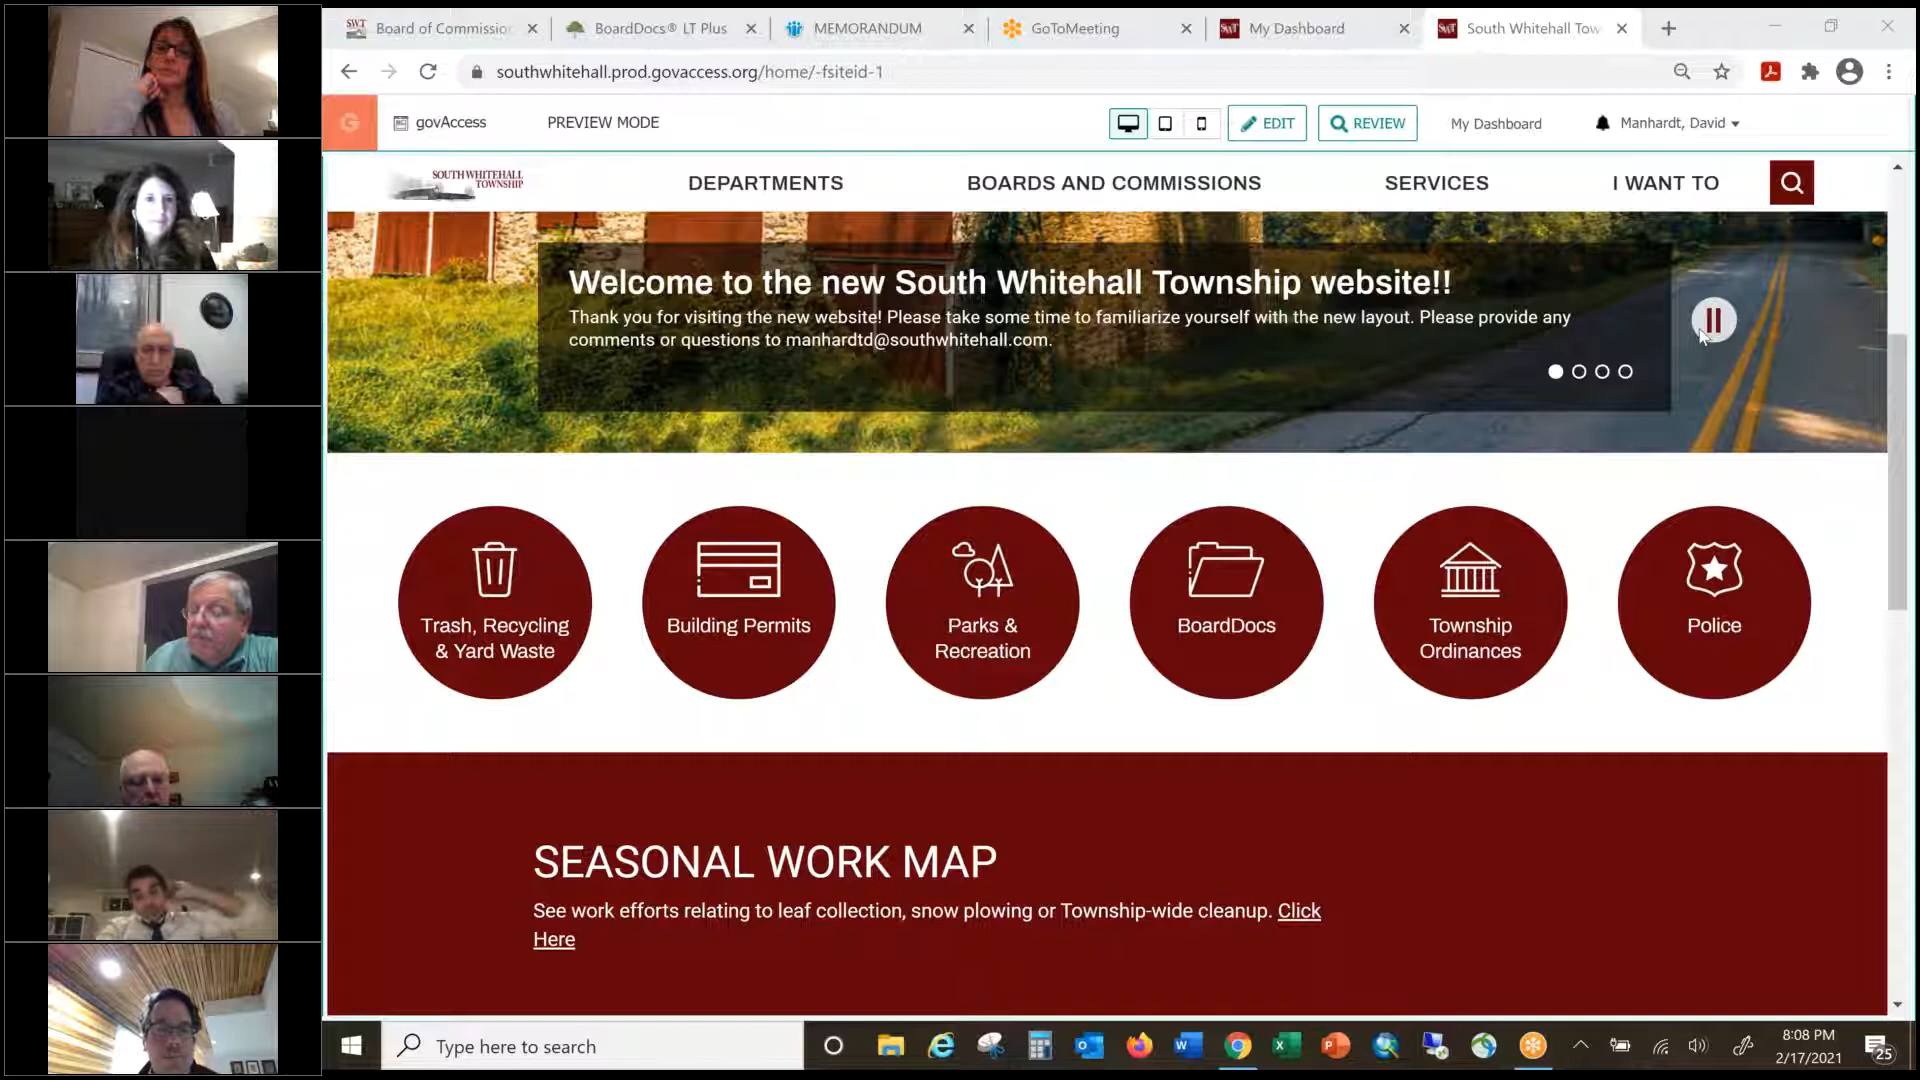 Board of Commissio
BoardDocs® LT Plus
MEMORANDUM
GoToMeeting
My Dashboard
South Whitehall Tow
southwhitehall.prod.govaccess.org/home/-fsiteid-1
G
govAccess
PREVIEW MODE
EDIT
REVIEW
My Dashboard
Manhardt, David
SOUTH WHITEHALL
TOWNSHIP
DEPARTMENTS
BOARDS AND COMMISSIONS
SERVICES
I WANT TO
Welcome to the new South Whitehall Township website!!
Thank you for visiting the new website! Please take some time to familiarize yourself with the new layout. Please provide any
comments or questions to manhardtd@southwhitehall.com.
Trash, Recycling
& Yard Waste
Building Permits
Parks &
Recreation
BoardDocs
Township
Ordinances
Police
SEASONAL WORK MAP
See work efforts relating to leaf collection, snow plowing or Township-wide cleanup. Click
Here
Type here to search
8:08 PM
2/17/2021
25